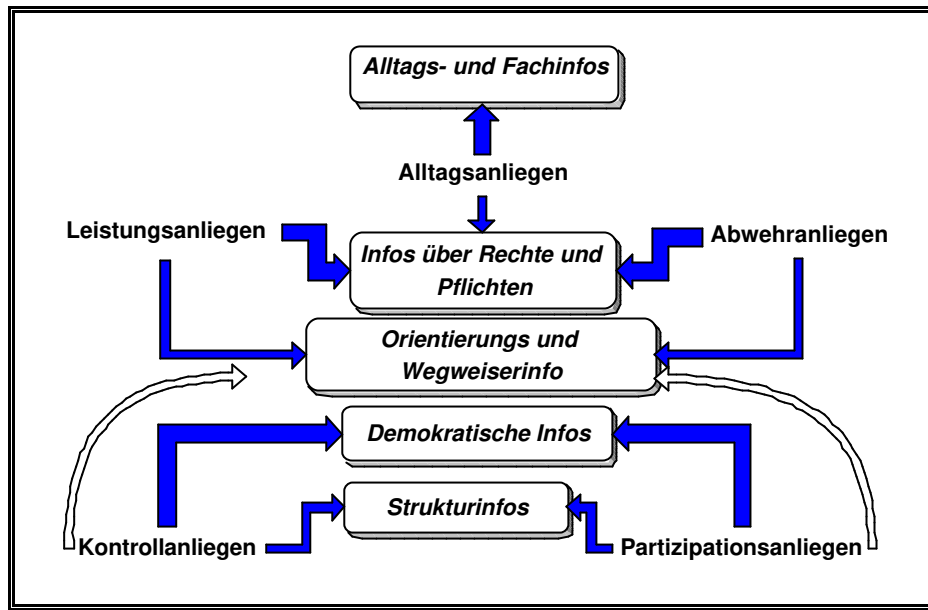 Alltags- und Fachinfos
Alltagsanliegen
Leistungsanliegen
Abwehranliegen
Infos über Rechte und
Pflichten
Orientierungs und
Wegweiserinfo
Demokratische Infos
Strukturinfos
Kontrollanliegen
Partizipationsanliegen